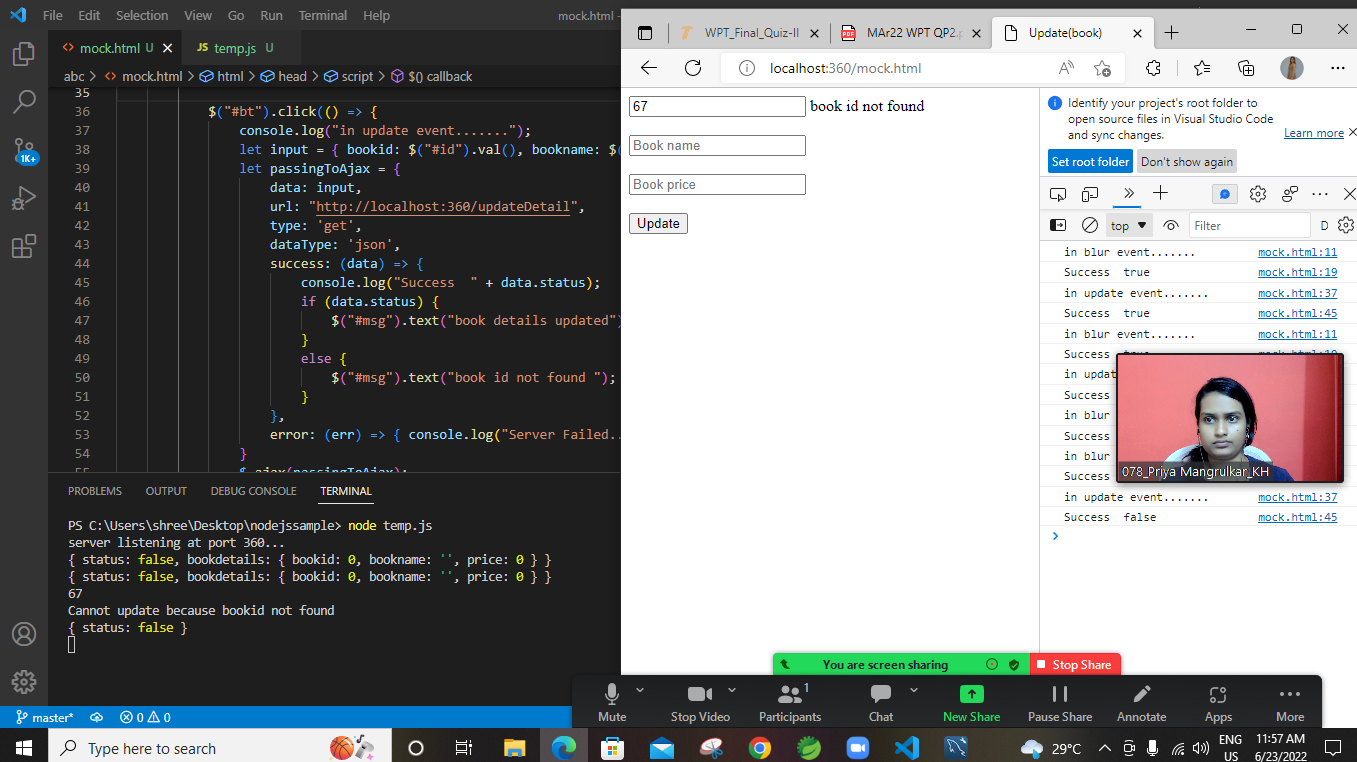 File Edit Selection View Go Run Terminal Help mock.html -
mock.html U
JS temp.js U
abc > mock.html > html > head > script > $() callback
35
36 $("#bt").click(() => {
37 console.log("in update event.......");
38 let input = { bookid: $("#id").val(), bookname: $(
39 let passingToAjax = {
40 data: input,
41 url: "http://localhost:360/updateDetail",
42 type: 'get',
43 dataType: 'json',
44 success: (data) => {
45 console.log("Success  " + data.status);
46 if (data.status) {
47 $("#msg").text("book details updated")
48 }
49 else {
50 $("#msg").text("book id not found ");
51 }
52 },
53 error: (err) => { console.log("Server Failed..
54 }
55 $.ajax(passingToAjax);
PROBLEMS OUTPUT DEBUG CONSOLE TERMINAL
PS C:\Users\shree\Desktop\nodejssample> node temp.js
server listening at port 360...
{ status: false, bookdetails: { bookid: 0, bookname: '', price: 0 } }
{ status: false, bookdetails: { bookid: 0, bookname: '', price: 0 } }
67
Cannot update because bookid not found
{ status: false }
1K+
master* 0 0
WPT_Final_Quiz-II
PDF MAr22 WPT QP2.p
Update(book)
localhost:360/mock.html
67 book id not found
Book name
Book price
Update
Identify your project's root folder to
open source files in Visual Studio Code
and sync changes.
Learn more
Set root folder Don't show again
top Filter D
in blur event....... mock.html:11
Success  true mock.html:19
in update event....... mock.html:37
Success  true mock.html:45
in blur event....... mock.html:11
Success
in updat
Success
in blur
Success
in blur
Success
in update event....... mock.html:37
Success  false mock.html:45
078_Priya Mangrulkar_KH
You are screen sharing Stop Share
Mute Stop Video Participants 1 Chat New Share Pause Share Annotate Apps More
Type here to search
29°C
ENG
US
11:57 AM
6/23/2022